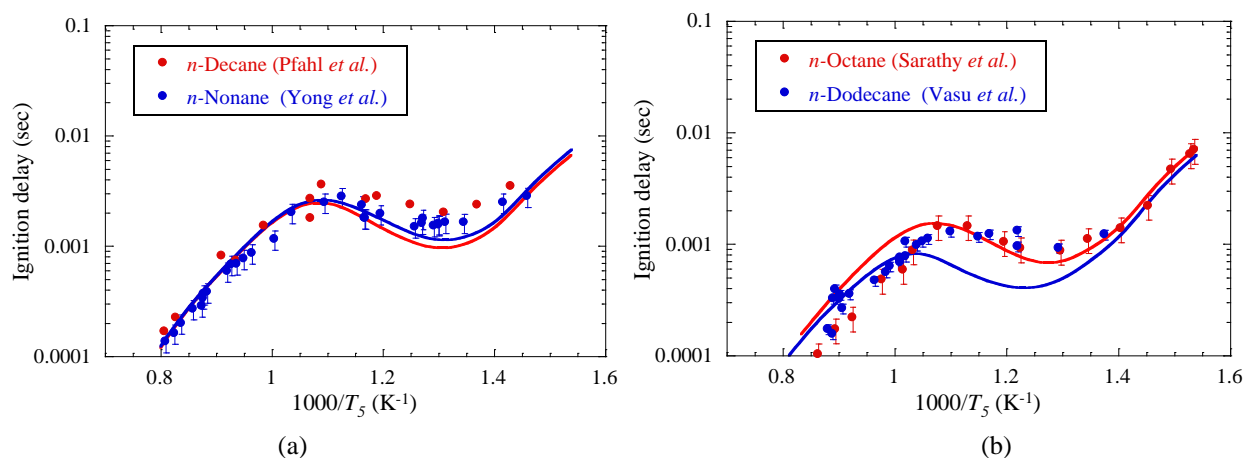 0.1
0.01
0.001
0.0001
Ignition delay (sec)
n-Decane (Pfahl et al.)
n-Nonane (Yong et al.)
0.8 1 1.2 1.4 1.6
1000/T5 (K-1)
(a)
0.1
0.01
0.001
0.0001
Ignition delay (sec)
n-Octane (Sarathy et al.)
n-Dodecane (Vasu et al.)
0.8 1 1.2 1.4 1.6
1000/T5 (K-1)
(b)